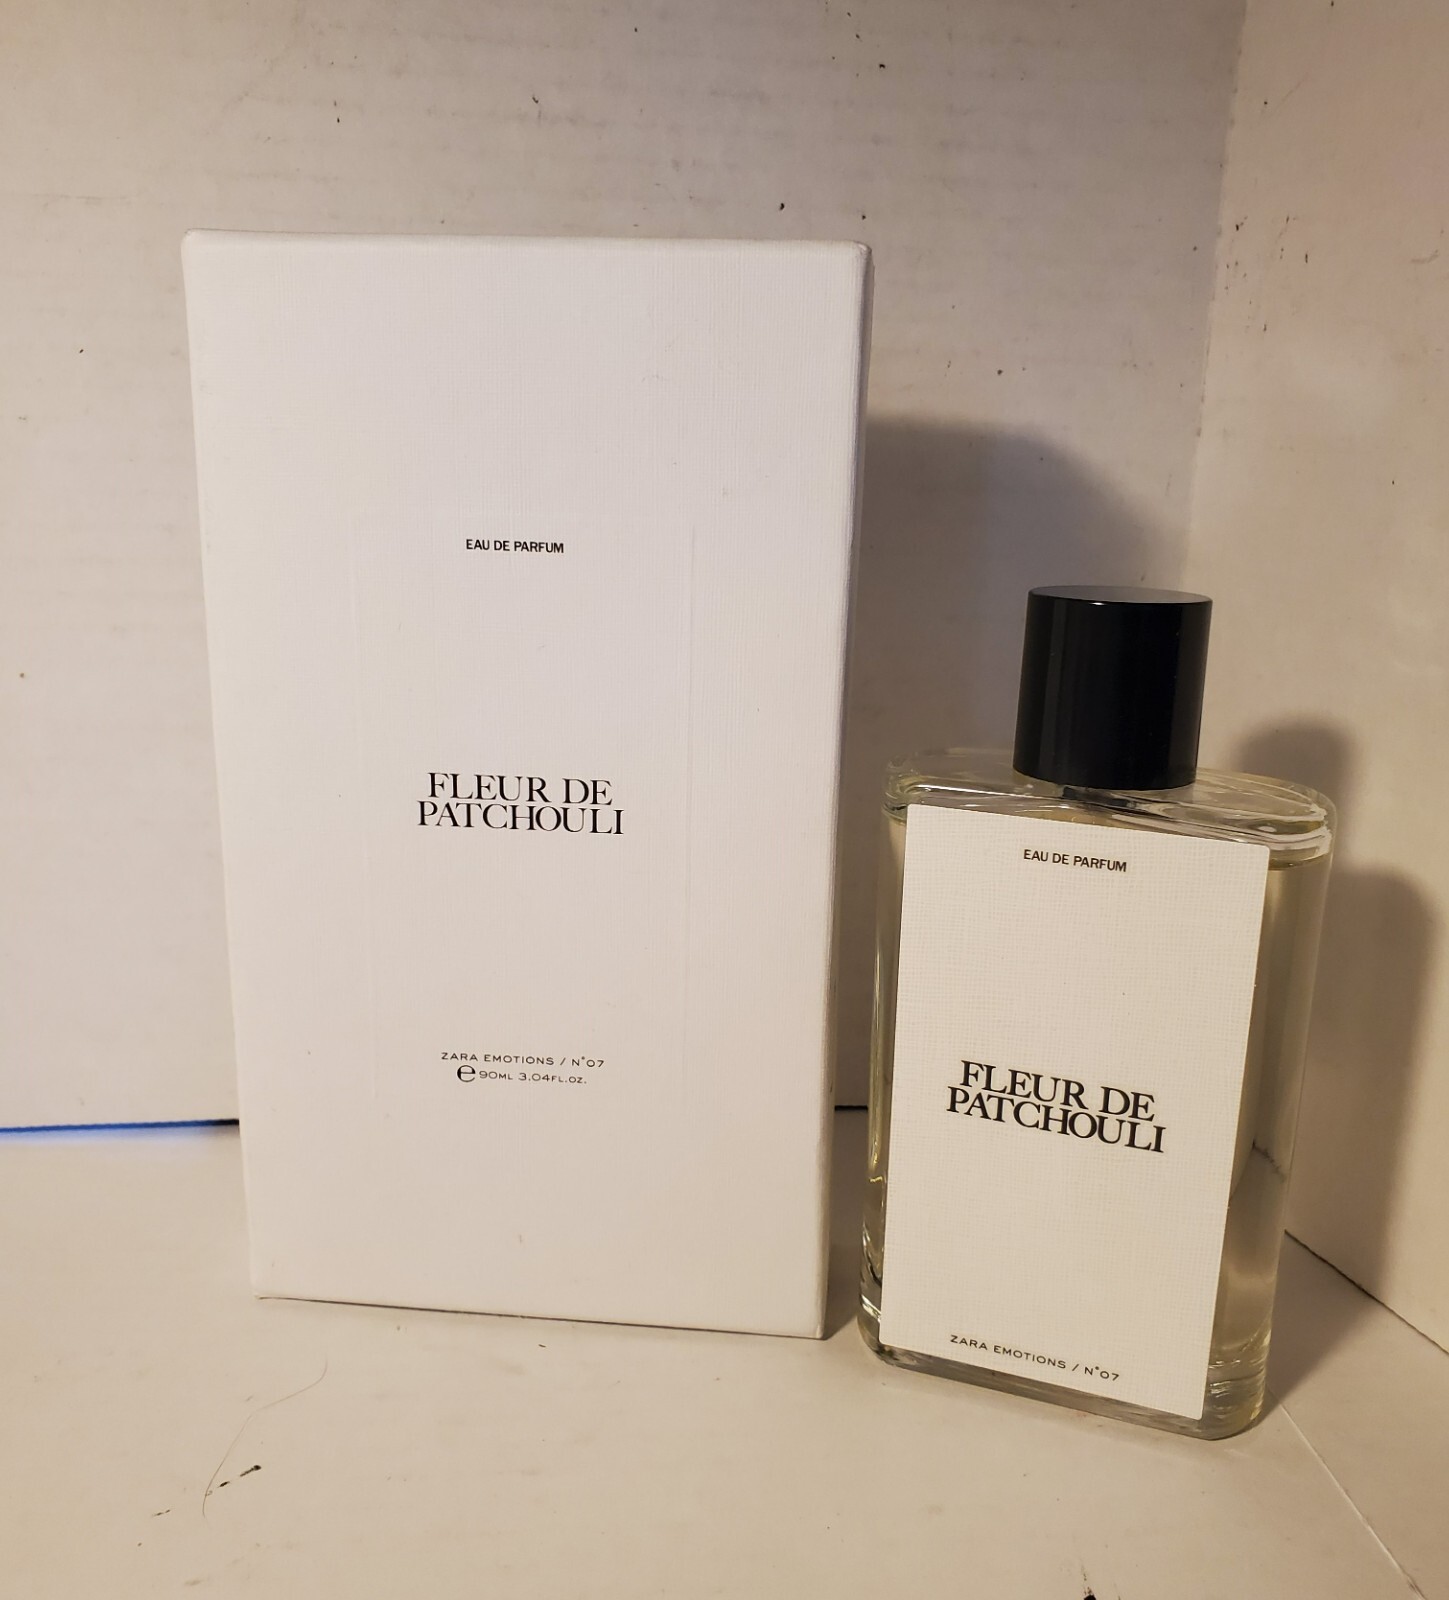 EAU DE PARFUM
FLEUR DE
PATCHOULI
ZARA EMOTIONS / N°07
℮90ML 3.04FL.OZ.
EAU DE PARFUM
FLEUR DE
PATCHOULI
ZARA EMOTIONS / N°07